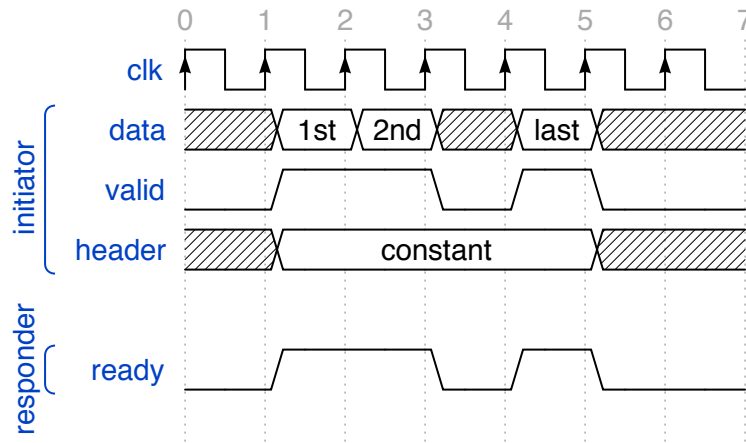 0 1 2 3 4 5 6 7
clk
initiator
data 1st 2nd last
valid
header constant
responder
ready